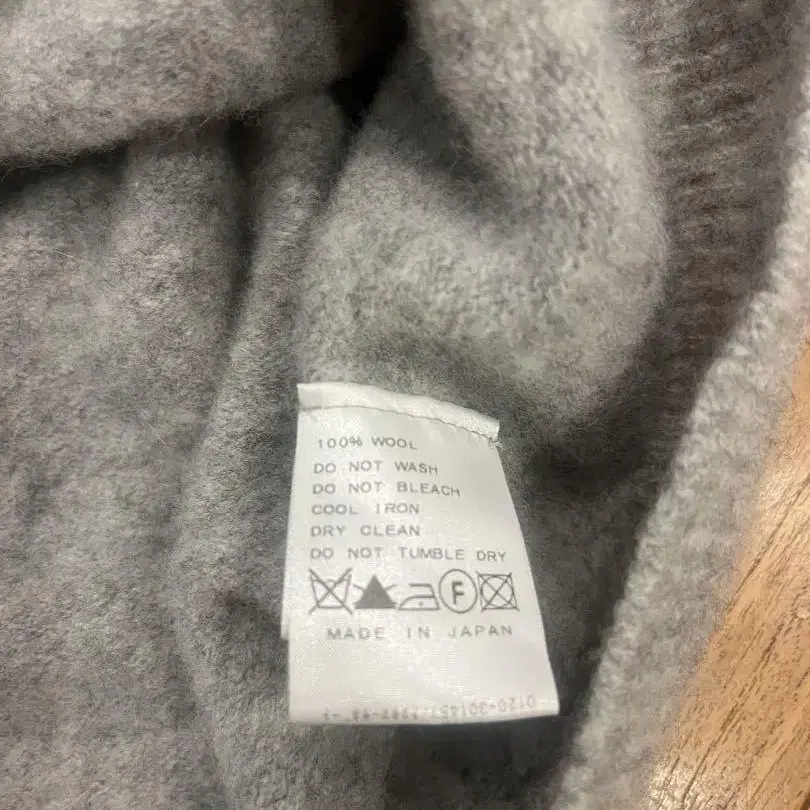 100% WOOL
DO NOT WASH
DO NOT BLEACH
COOL IRON
DRY CLEAN
DO NOT TUMBLE DRY
F
MADE IN JAPAN